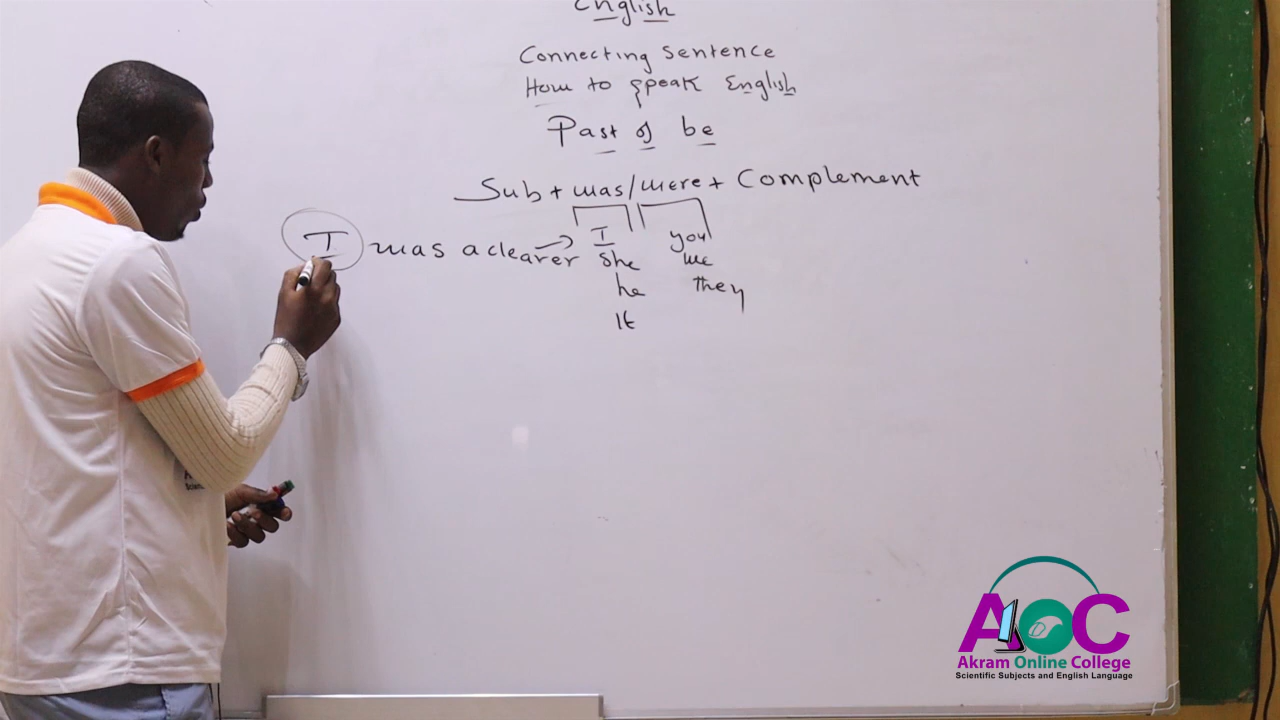 English
Connecting Sentence
How to speak English
Past of be
Sub + was/were + Complement
I was a clearer → I you
She we
he they
It
AOC
Akram Online College
Scientific Subjects and English Language